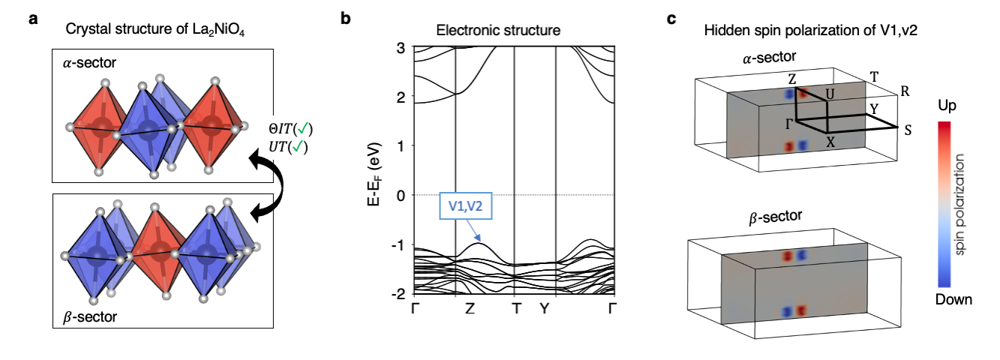 a
Crystal structure of La₂NiO₄
α-sector
ΘIT(✓)
UT(✓)
β-sector
b
Electronic structure
E-E_F (eV)
3
2
1
0
-1
-2
V1,V2
Γ Z T Y Γ
c
Hidden spin polarization of V1,v2
α-sector
Z T
U R
Y
Γ S
X
β-sector
Up
spin polarization
Down